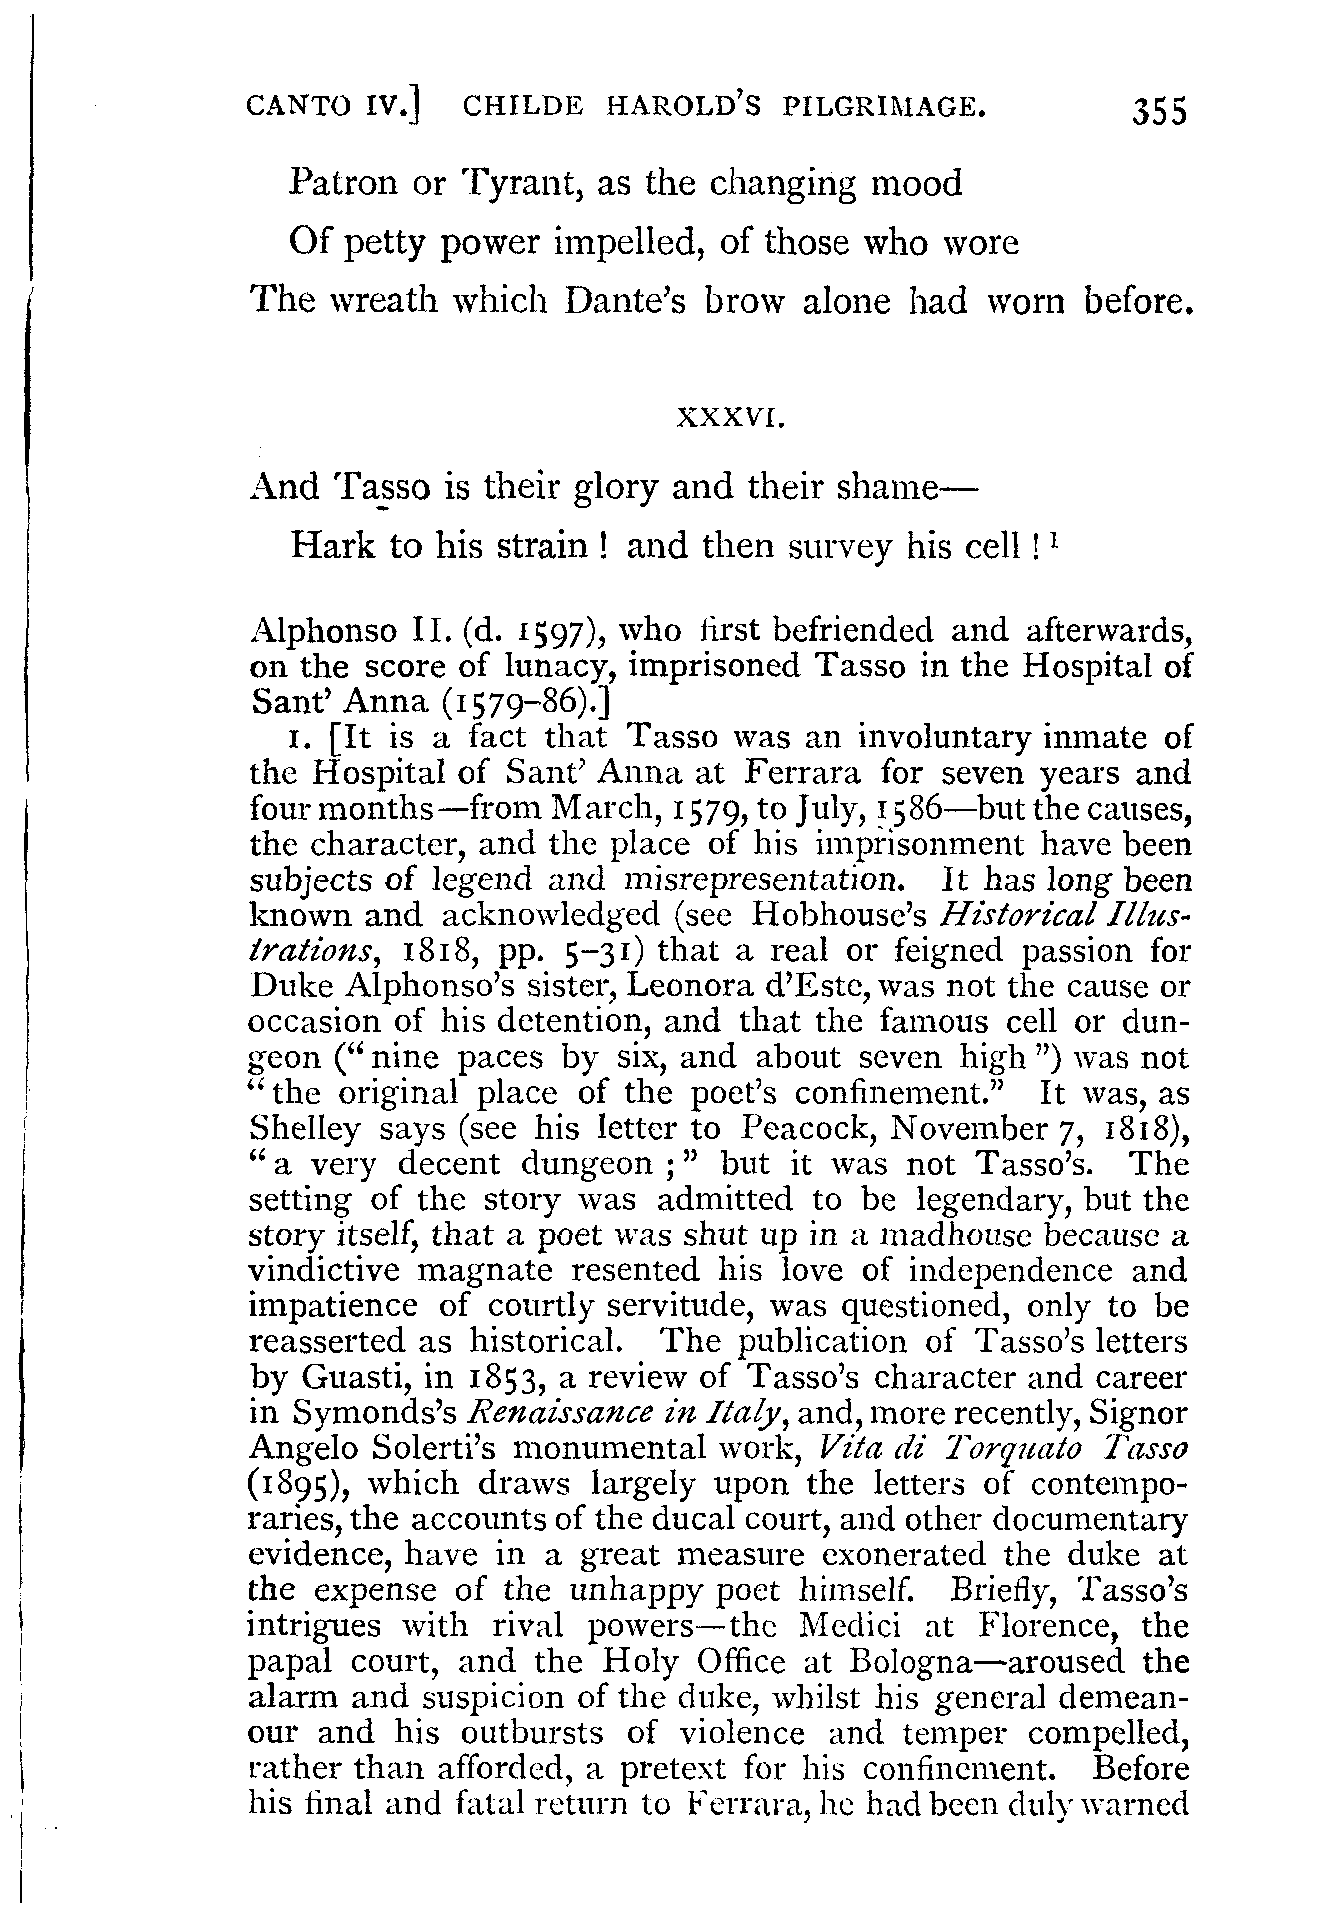 CANTO IV.] CHILDE HAROLD'S PILGRIMAGE. 355
Patron or Tyrant, as the changing mood
Of petty power impelled, of those who wore
The wreath which Dante's brow alone had worn before.
XXXVI.
And Tasso is their glory and their shame—
Hark to his strain ! and then survey his cell ! 1
Alphonso II. (d. 1597), who first befriended and afterwards,
on the score of lunacy, imprisoned Tasso in the Hospital of
Sant' Anna (1579-86).]
1. [It is a fact that Tasso was an involuntary inmate of
the Hospital of Sant' Anna at Ferrara for seven years and
four months—from March, 1579, to July, 1586—but the causes,
the character, and the place of his imprisonment have been
subjects of legend and misrepresentation. It has long been
known and acknowledged (see Hobhouse's Historical Illus-
trations, 1818, pp. 5-31) that a real or feigned passion for
Duke Alphonso's sister, Leonora d'Este, was not the cause or
occasion of his detention, and that the famous cell or dun-
geon ("nine paces by six, and about seven high") was not
"the original place of the poet's confinement." It was, as
Shelley says (see his letter to Peacock, November 7, 1818),
"a very decent dungeon ;" but it was not Tasso's. The
setting of the story was admitted to be legendary, but the
story itself, that a poet was shut up in a madhouse because a
vindictive magnate resented his love of independence and
impatience of courtly servitude, was questioned, only to be
reasserted as historical. The publication of Tasso's letters
by Guasti, in 1853, a review of Tasso's character and career
in Symonds's Renaissance in Italy, and, more recently, Signor
Angelo Solerti's monumental work, Vita di Torquato Tasso
(1895), which draws largely upon the letters of contempo-
raries, the accounts of the ducal court, and other documentary
evidence, have in a great measure exonerated the duke at
the expense of the unhappy poet himself. Briefly, Tasso's
intrigues with rival powers—the Medici at Florence, the
papal court, and the Holy Office at Bologna—aroused the
alarm and suspicion of the duke, whilst his general demean-
our and his outbursts of violence and temper compelled,
rather than afforded, a pretext for his confinement. Before
his final and fatal return to Ferrara, he had been duly warned